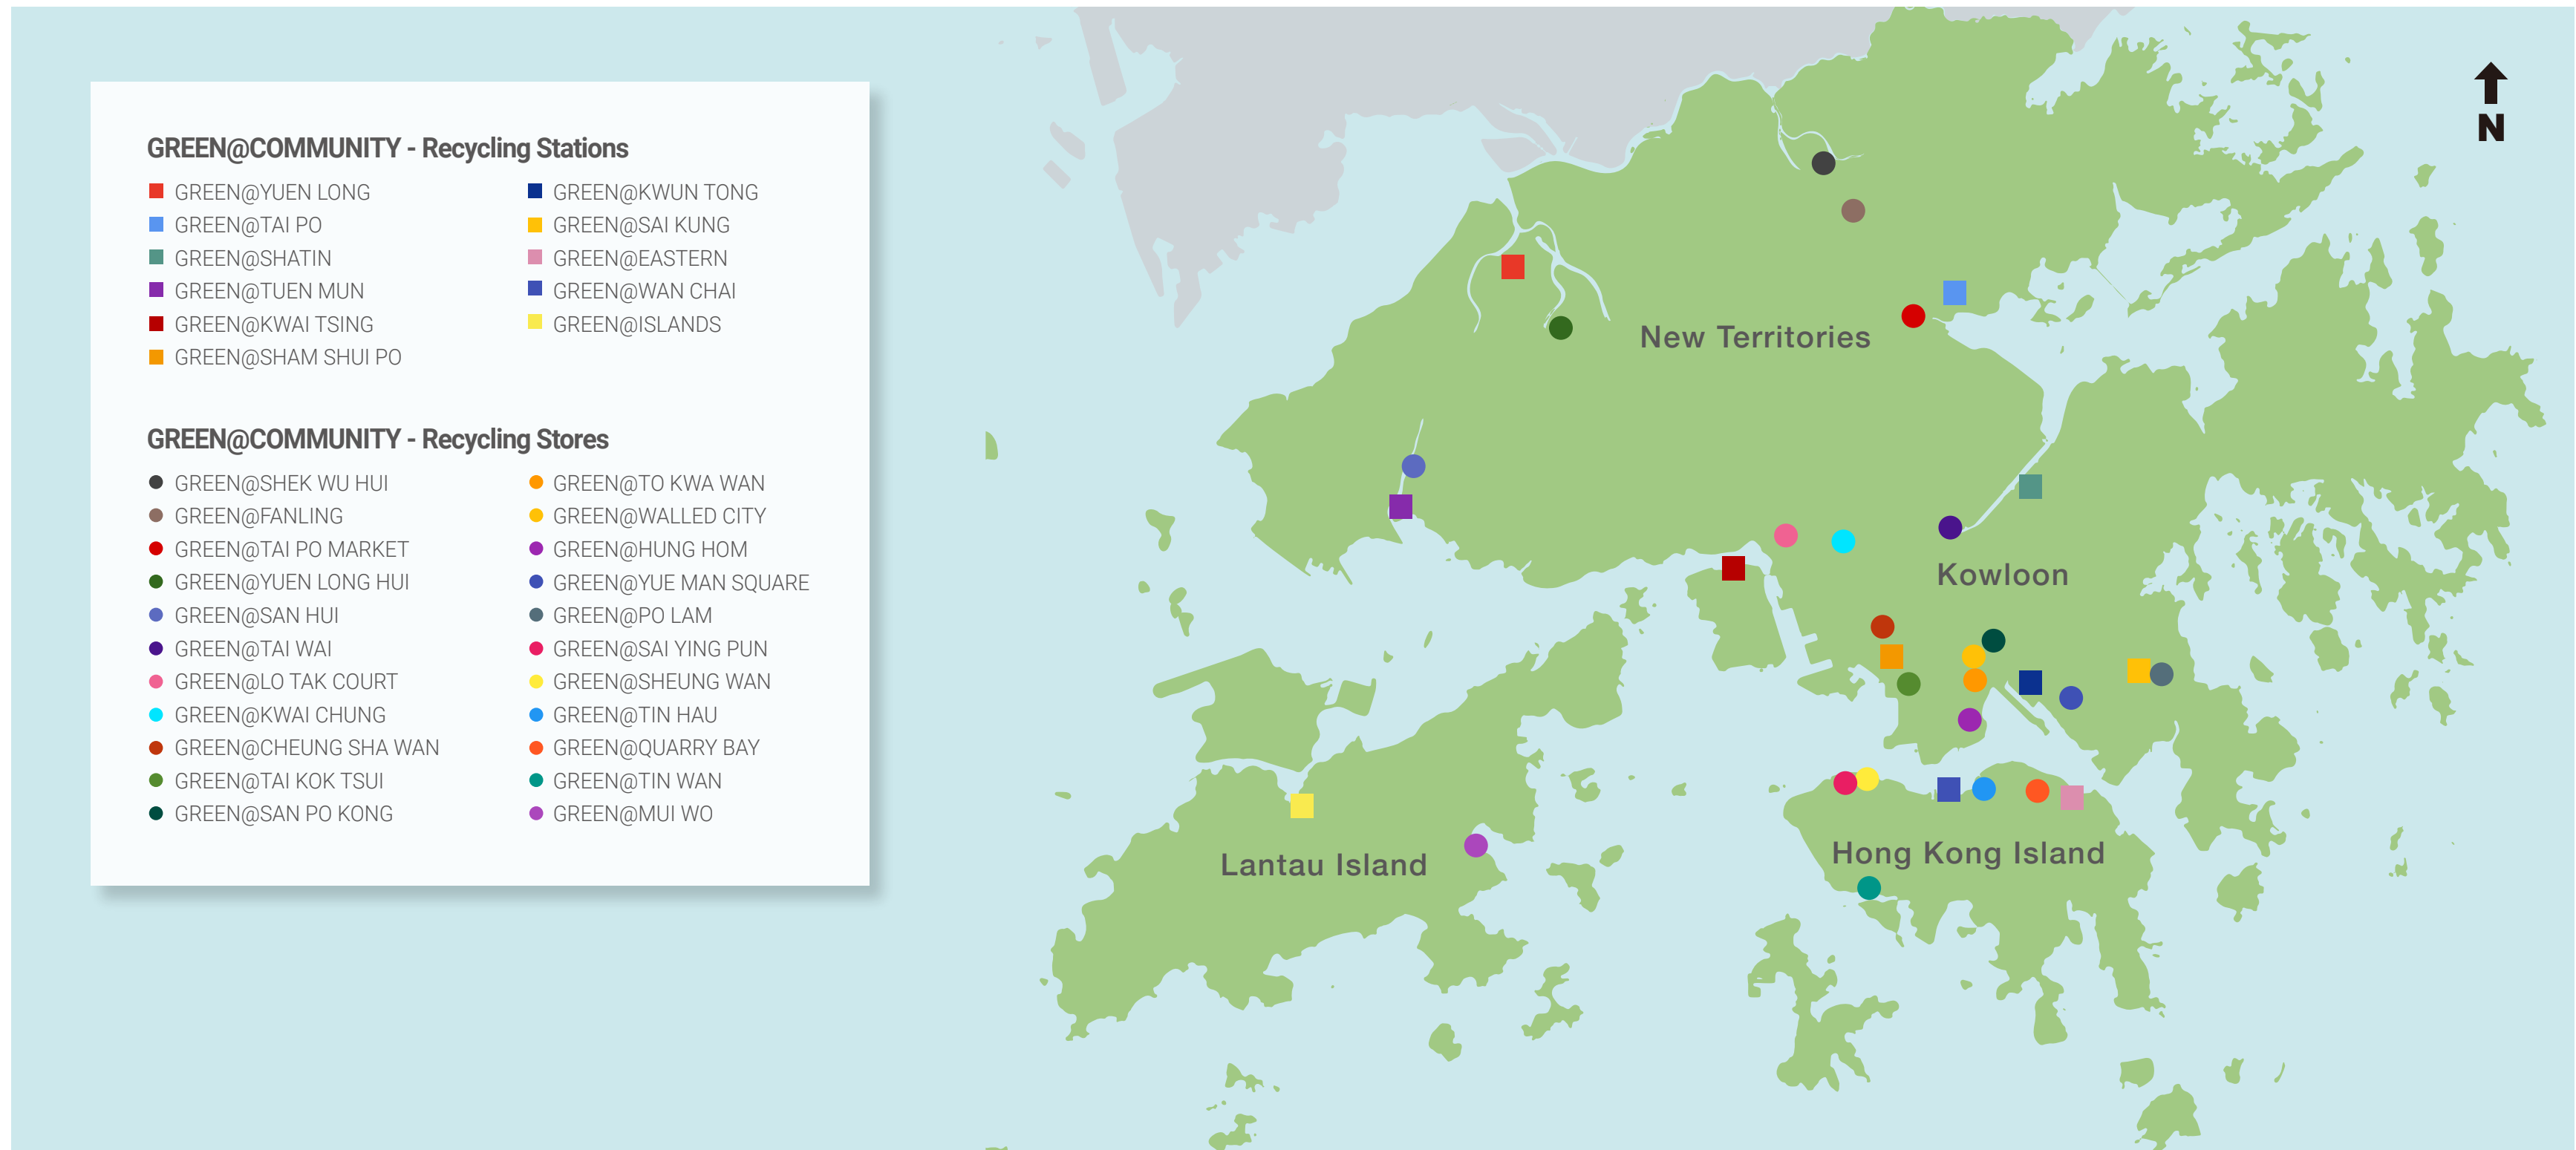 GREEN@COMMUNITY - Recycling Stations
GREEN@YUEN LONG
GREEN@TAI PO
GREEN@SHATIN
GREEN@TUEN MUN
GREEN@KWAI TSING
GREEN@SHAM SHUI PO
GREEN@KWUN TONG
GREEN@SAI KUNG
GREEN@EASTERN
GREEN@WAN CHAI
GREEN@ISLANDS
GREEN@COMMUNITY - Recycling Stores
GREEN@SHEK WU HUI
GREEN@FANLING
GREEN@TAI PO MARKET
GREEN@YUEN LONG HUI
GREEN@SAN HUI
GREEN@TAI WAI
GREEN@LO TAK COURT
GREEN@KWAI CHUNG
GREEN@CHEUNG SHA WAN
GREEN@TAI KOK TSUI
GREEN@SAN PO KONG
GREEN@TO KWA WAN
GREEN@WALLED CITY
GREEN@HUNG HOM
GREEN@YUE MAN SQUARE
GREEN@PO LAM
GREEN@SAI YING PUN
GREEN@SHEUNG WAN
GREEN@TIN HAU
GREEN@QUARRY BAY
GREEN@TIN WAN
GREEN@MUI WO
N
New Territories
Kowloon
Lantau Island
Hong Kong Island